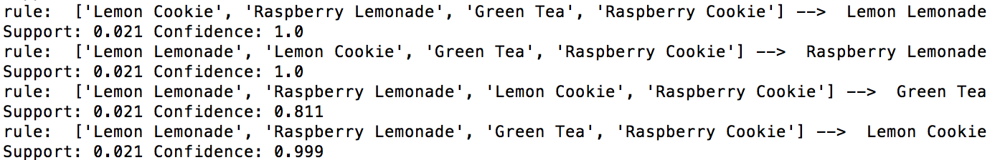 rule:  ['Lemon Cookie', 'Raspberry Lemonade', 'Green Tea', 'Raspberry Cookie'] -->  Lemon Lemonade
Support: 0.021 Confidence: 1.0
rule:  ['Lemon Lemonade', 'Lemon Cookie', 'Green Tea', 'Raspberry Cookie'] -->  Raspberry Lemonade
Support: 0.021 Confidence: 1.0
rule:  ['Lemon Lemonade', 'Raspberry Lemonade', 'Lemon Cookie', 'Raspberry Cookie'] -->  Green Tea
Support: 0.021 Confidence: 0.811
rule:  ['Lemon Lemonade', 'Raspberry Lemonade', 'Green Tea', 'Raspberry Cookie'] -->  Lemon Cookie
Support: 0.021 Confidence: 0.999